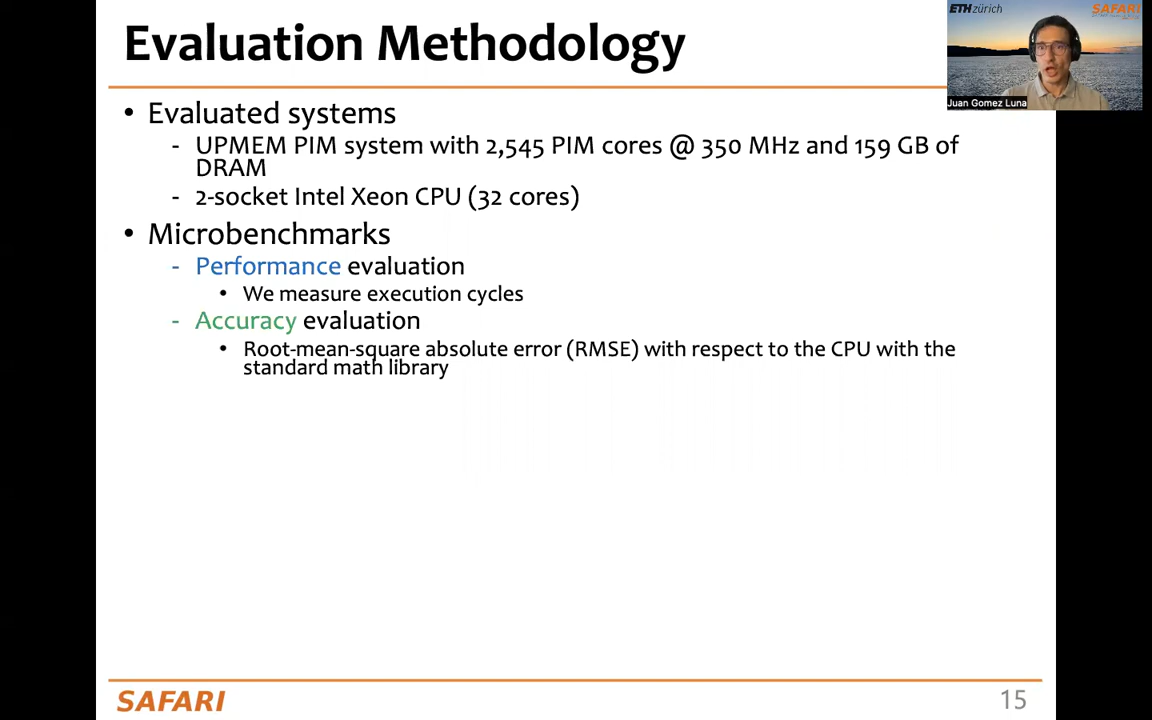 Evaluation Methodology
ETH zürich
SAFARI
Juan Gomez Luna
• Evaluated systems
- UPMEM PIM system with 2,545 PIM cores @ 350 MHz and 159 GB of
DRAM
- 2-socket Intel Xeon CPU (32 cores)
• Microbenchmarks
- Performance evaluation
• We measure execution cycles
- Accuracy evaluation
• Root-mean-square absolute error (RMSE) with respect to the CPU with the
standard math library
SAFARI
15